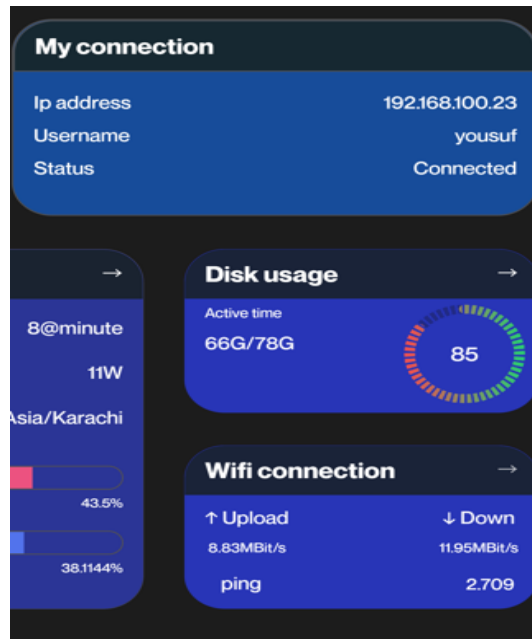 My connection
Ip address 192.168.100.23
Username yousuf
Status Connected
→
8@minute
11W
Asia/Karachi
43.5%
38.1144%
Disk usage →
Active time
66G/78G
85
Wifi connection →
↑ Upload ↓ Down
8.83MBit/s 11.95MBit/s
ping 2.709